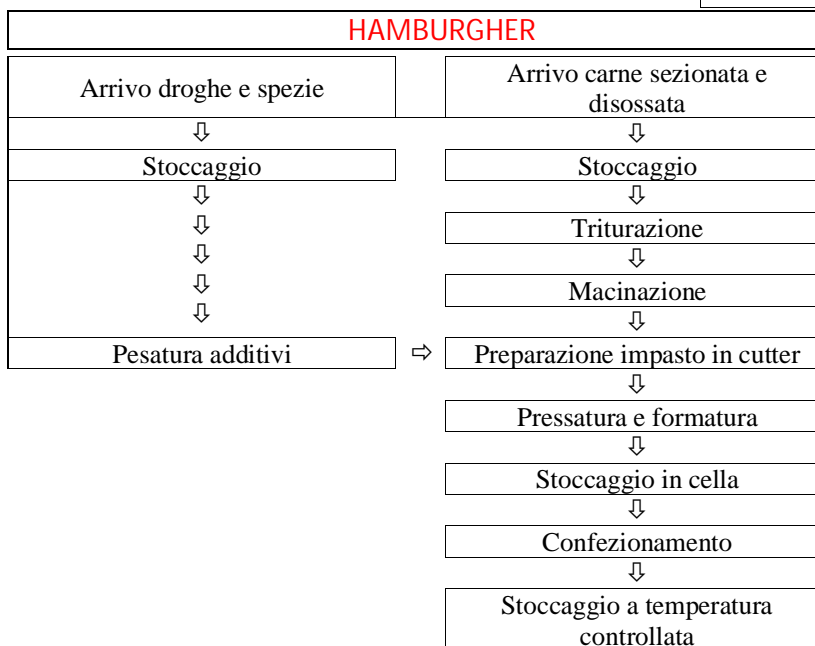 HAMBURGHER
Arrivo droghe e spezie
Arrivo carne sezionata e
disossata
⇩
⇩
Stoccaggio
Stoccaggio
⇩
⇩
⇩
Triturazione
⇩
⇩
⇩
Macinazione
⇩
⇩
Pesatura additivi
⇨
Preparazione impasto in cutter
⇩
Pressatura e formatura
⇩
Stoccaggio in cella
⇩
Confezionamento
⇩
Stoccaggio a temperatura
controllata